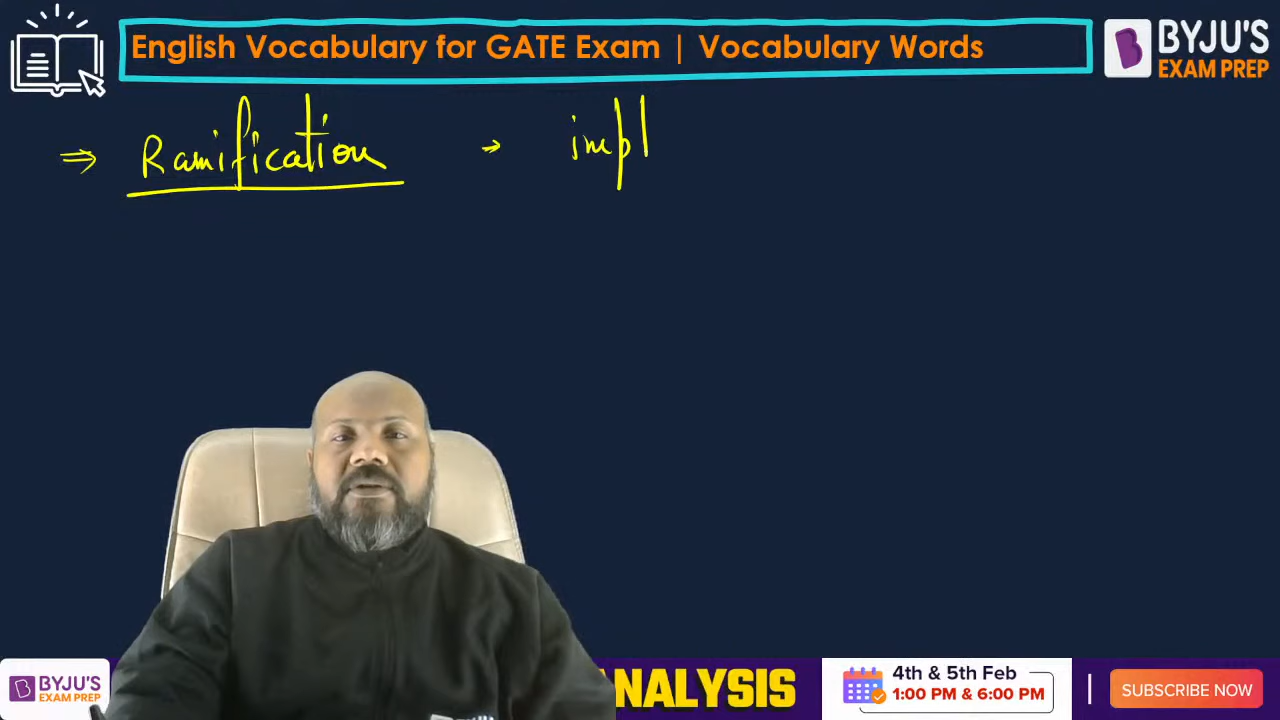 English Vocabulary for GATE Exam | Vocabulary Words
BYJU'S
EXAM PREP
⇒ Ramification → impl
BYJU'S
EXAM PREP
NALYSIS
4th & 5th Feb
1:00 PM & 6:00 PM
SUBSCRIBE NOW